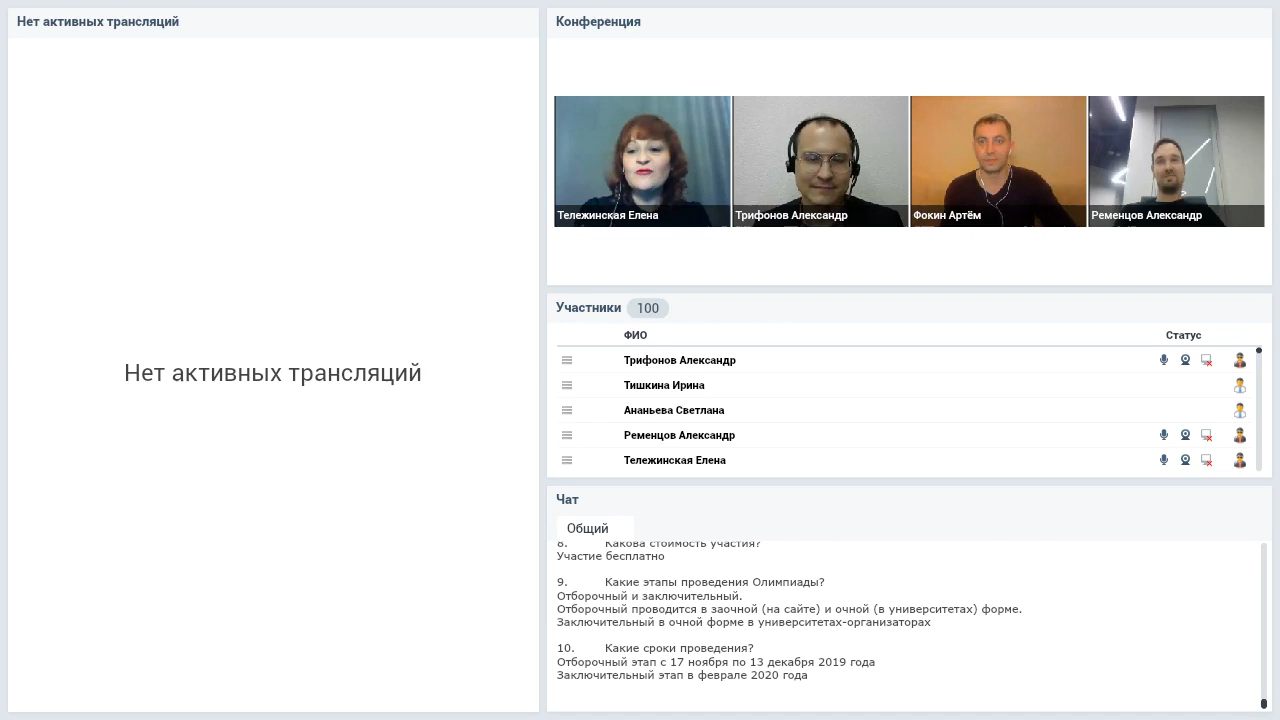 Нет активных трансляций
Нет активных трансляций
Конференция
Тележинская Елена
Трифонов Александр
Фокин Артём
Ременцов Александр
Участники 100
ФИО Статус
Трифонов Александр
Тишкина Ирина
Ананьева Светлана
Ременцов Александр
Тележинская Елена
Чат
Общий
8. Какова стоимость участия?
Участие бесплатно
9. Какие этапы проведения Олимпиады?
Отборочный и заключительный.
Отборочный проводится в заочной (на сайте) и очной (в университетах) форме.
Заключительный в очной форме в университетах-организаторах
10. Какие сроки проведения?
Отборочный этап с 17 ноября по 13 декабря 2019 года
Заключительный этап в феврале 2020 года